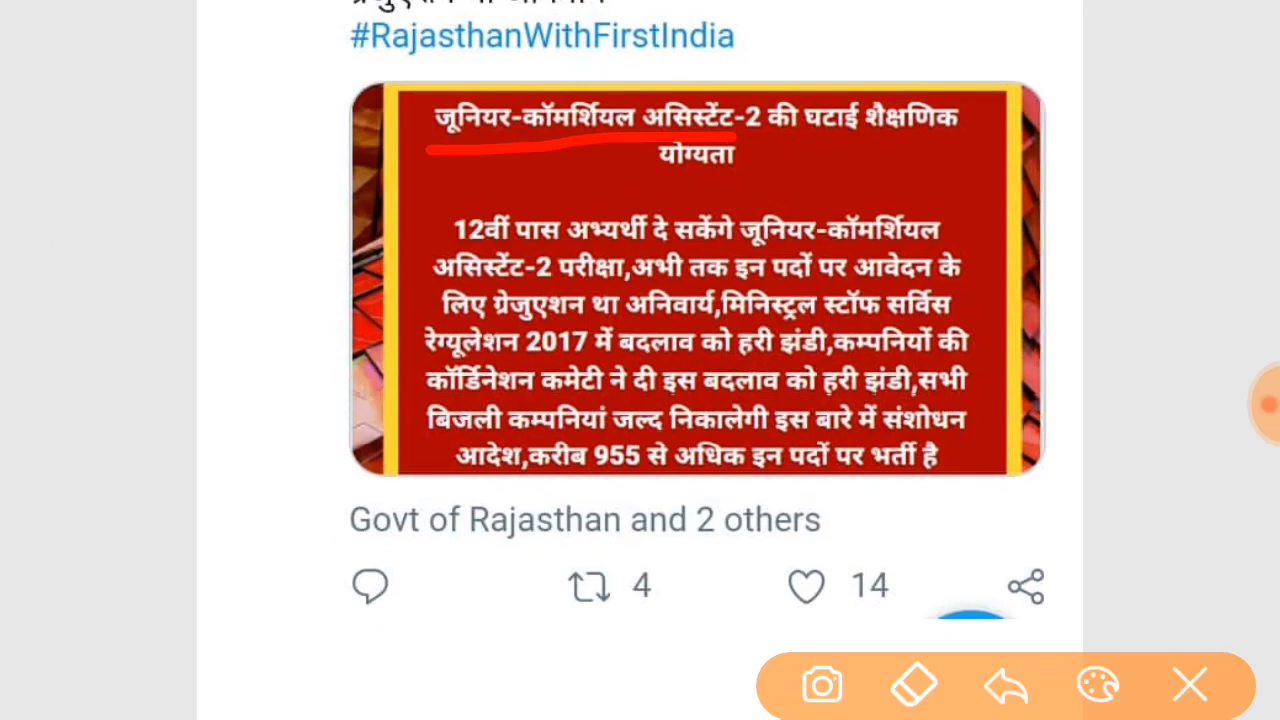 #RajasthanWithFirstIndia
जूनियर-कॉमर्शियल असिस्टेंट-2 की घटाई शैक्षणिक
योग्यता
12वीं पास अभ्यर्थी दे सकेंगे जूनियर-कॉमर्शियल
असिस्टेंट-2 परीक्षा,अभी तक इन पदों पर आवेदन के
लिए ग्रेजुएशन था अनिवार्य,मिनिस्ट्रल स्टॉफ सर्विस
रेग्यूलेशन 2017 में बदलाव को हरी झंडी,कम्पनियों की
कॉर्डिनेशन कमेटी ने दी इस बदलाव को हरी झंडी,सभी
बिजली कम्पनियां जल्द निकालेगी इस बारे में संशोधन
आदेश,करीब 955 से अधिक इन पदों पर भर्ती है
Govt of Rajasthan and 2 others
4
14